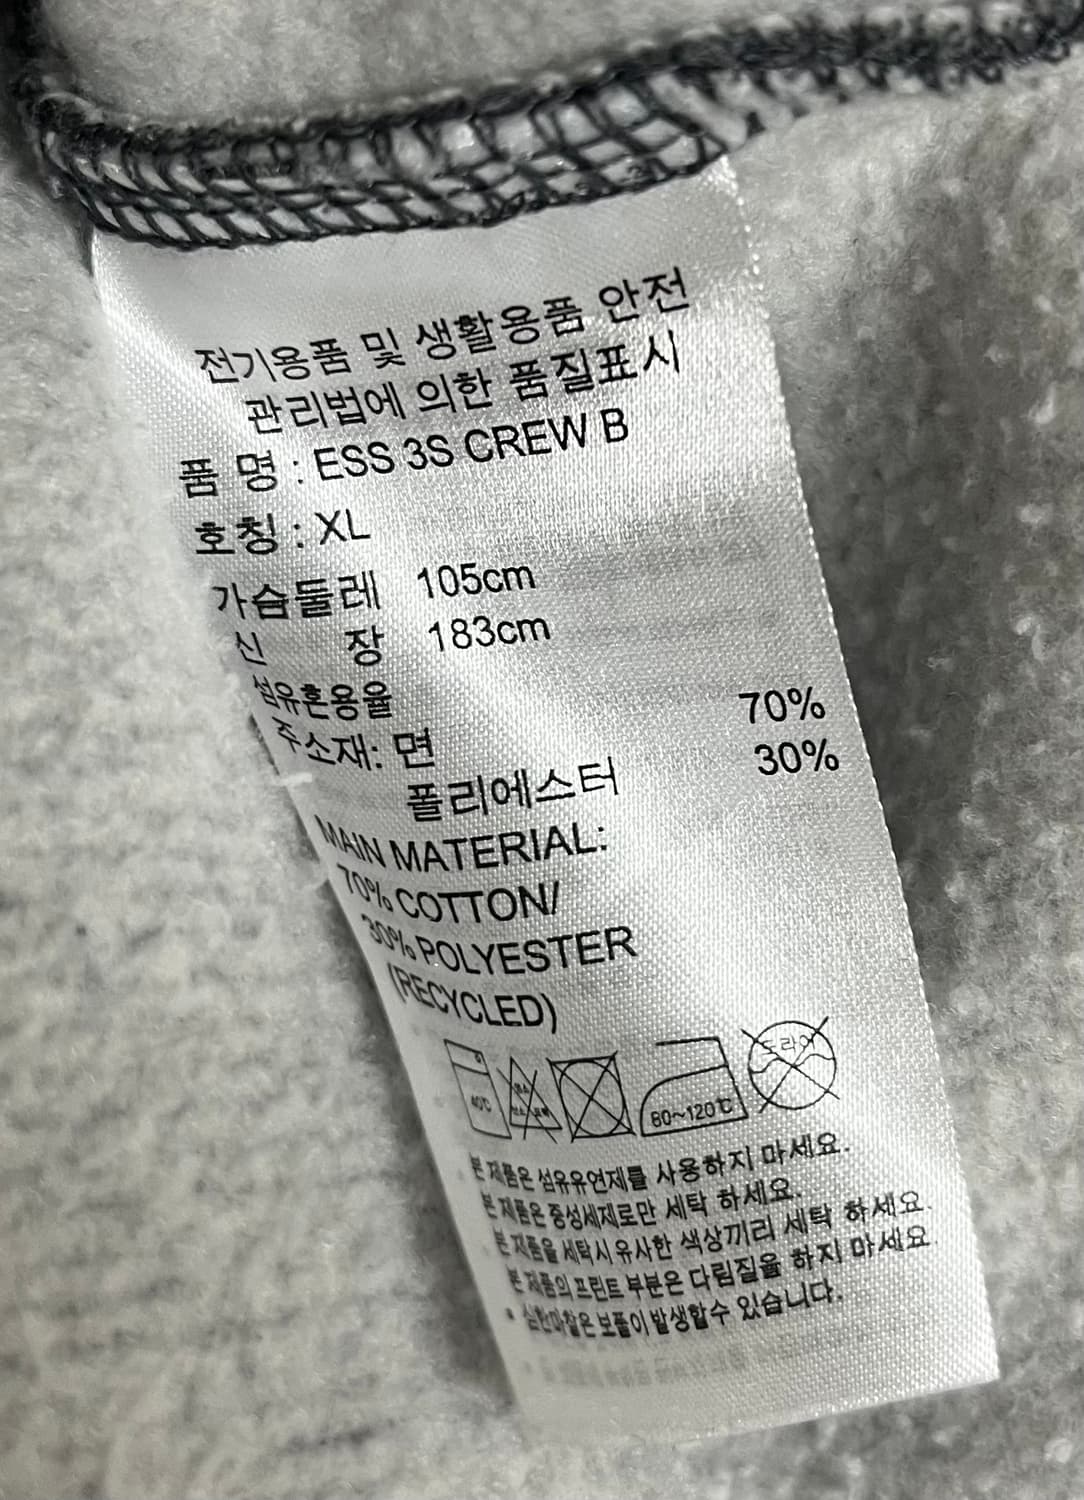 전기용품 및 생활용품 안전
관리법에 의한 품질표시
품 명 : ESS 3S CREW B
호칭 : XL
가슴둘레 105cm
신 장 183cm
섬유혼용율
주소재: 면 70%
폴리에스터 30%
MAIN MATERIAL:
70% COTTON/
30% POLYESTER
(RECYCLED)
40℃
80~120℃
드라이
본 제품은 섬유유연제를 사용하지 마세요.
본 제품은 중성세제로만 세탁 하세요.
본 제품을 세탁시 유사한 색상끼리 세탁 하세요.
본 제품의 프린트 부분은 다림질을 하지 마세요
* 심한마찰은 보풀이 발생할수 있습니다.